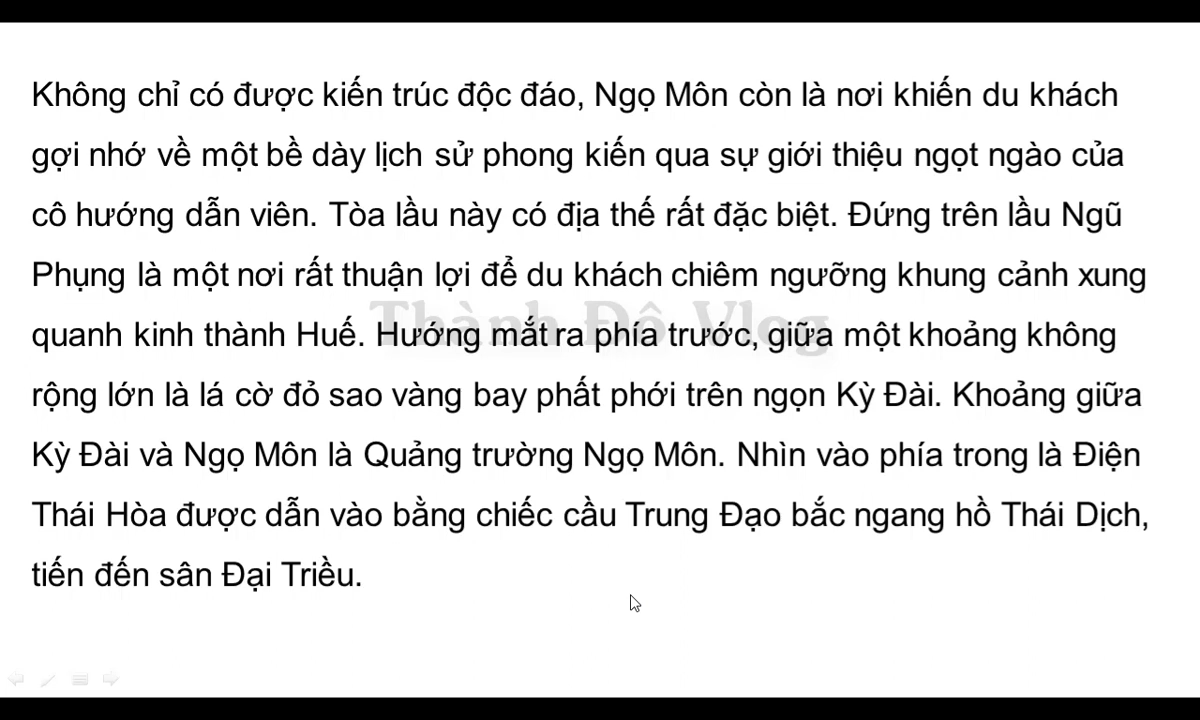 Không chỉ có được kiến trúc độc đáo, Ngọ Môn còn là nơi khiến du khách
gợi nhớ về một bề dày lịch sử phong kiến qua sự giới thiệu ngọt ngào của
cô hướng dẫn viên. Tòa lầu này có địa thế rất đặc biệt. Đứng trên lầu Ngũ
Phụng là một nơi rất thuận lợi để du khách chiêm ngưỡng khung cảnh xung
Thành Đô Vlog
quanh kinh thành Huế. Hướng mắt ra phía trước, giữa một khoảng không
rộng lớn là lá cờ đỏ sao vàng bay phất phới trên ngọn Kỳ Đài. Khoảng giữa
Kỳ Đài và Ngọ Môn là Quảng trường Ngọ Môn. Nhìn vào phía trong là Điện
Thái Hòa được dẫn vào bằng chiếc cầu Trung Đạo bắc ngang hồ Thái Dịch,
tiến đến sân Đại Triều.